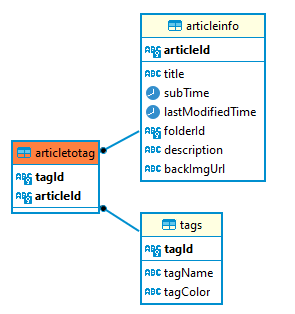 articleinfo
articleId
title
subTime
lastModifiedTime
folderId
description
backImgUrl
articletotag
tagId
articleId
tags
tagId
tagName
tagColor